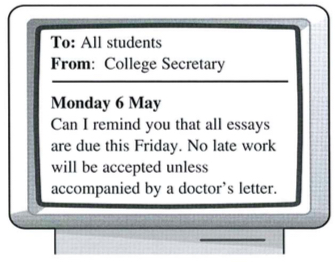 To: All students
From: College Secretary
Monday 6 May
Can I remind you that all essays
are due this Friday. No late work
will be accepted unless
accompanied by a doctor's letter.